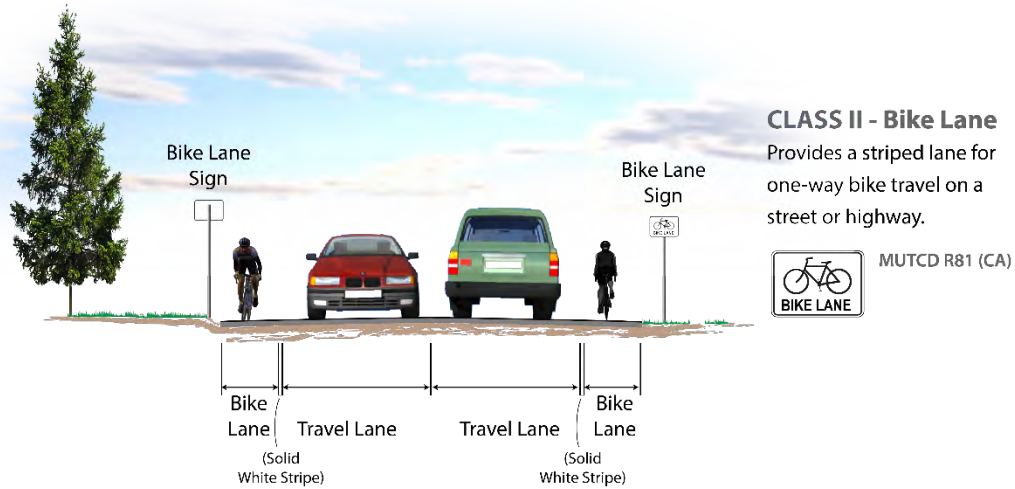 CLASS II - Bike Lane
Provides a striped lane for
one-way bike travel on a
street or highway.
BIKE LANE
MUTCD R81 (CA)
Bike Lane
Sign
Bike Lane
Sign
BIKE LANE
Bike
Lane
(Solid
White Stripe)
Travel Lane
Travel Lane
(Solid
White Stripe)
Bike
Lane